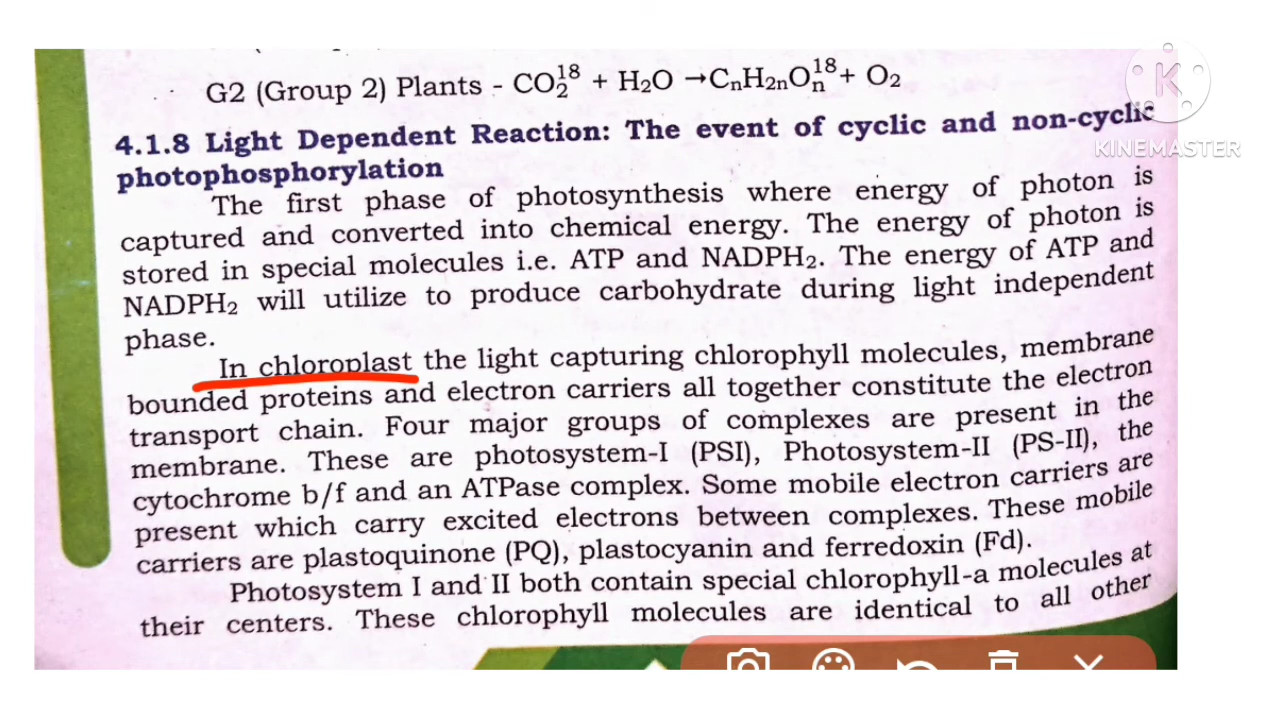 G2 (Group 2) Plants - CO₂¹⁸ + H₂O →CₙH₂ₙOₙ¹⁸+ O₂
4.1.8 Light Dependent Reaction: The event of cyclic and non-cyclic
photophosphorylation
The first phase of photosynthesis where energy of photon is
captured and converted into chemical energy. The energy of photon is
stored in special molecules i.e. ATP and NADPH₂. The energy of ATP and
NADPH₂ will utilize to produce carbohydrate during light independent
phase.
In chloroplast the light capturing chlorophyll molecules, membrane
bounded proteins and electron carriers all together constitute the electron
transport chain. Four major groups of complexes are present in the
membrane. These are photosystem-I (PSI), Photosystem-II (PS-II), the
cytochrome b/f and an ATPase complex. Some mobile electron carriers are
present which carry excited electrons between complexes. These mobile
carriers are plastoquinone (PQ), plastocyanin and ferredoxin (Fd).
Photosystem I and II both contain special chlorophyll-a molecules at
their centers. These chlorophyll molecules are identical to all other
K
KINEMASTER